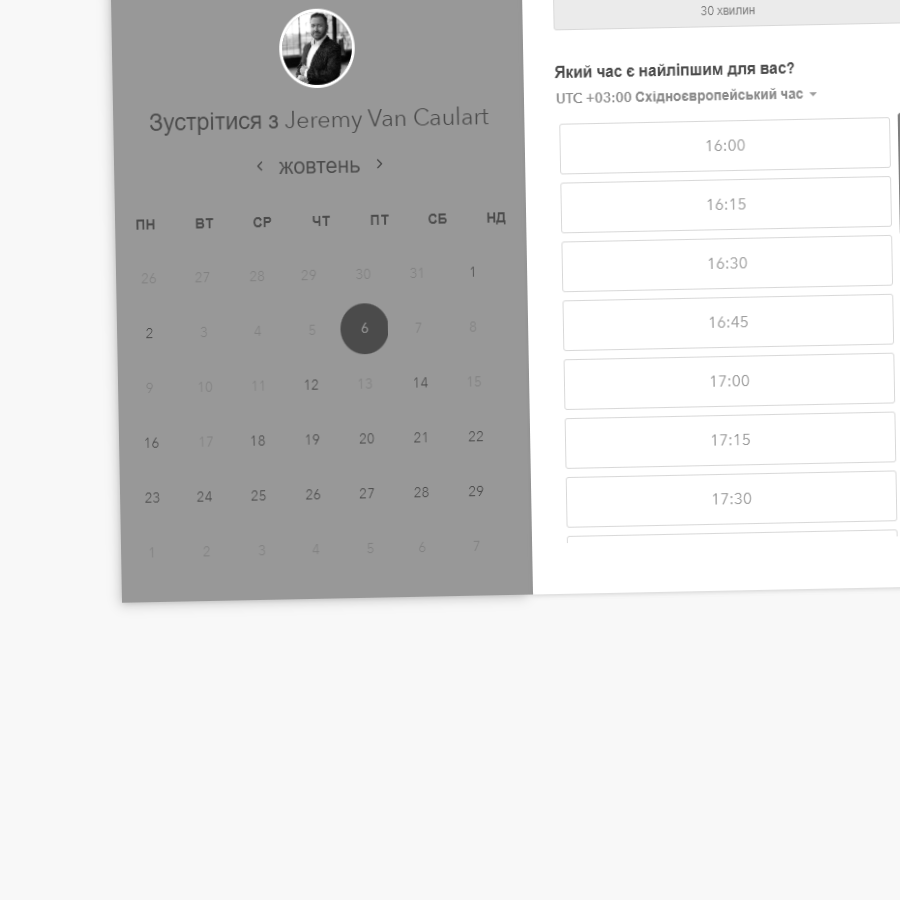 Зустрітися з Jeremy Van Caulart
жовтень
ПН ВТ СР ЧТ ПТ СБ НД
26 27 28 29 30 31 1
2 3 4 5 6 7 8
9 10 11 12 13 14 15
16 17 18 19 20 21 22
23 24 25 26 27 28 29
1 2 3 4 5 6 7
30 хвилин
Який час є найліпшим для вас?
UTC +03:00 Східноєвропейський час
16:00
16:15
16:30
16:45
17:00
17:15
17:30